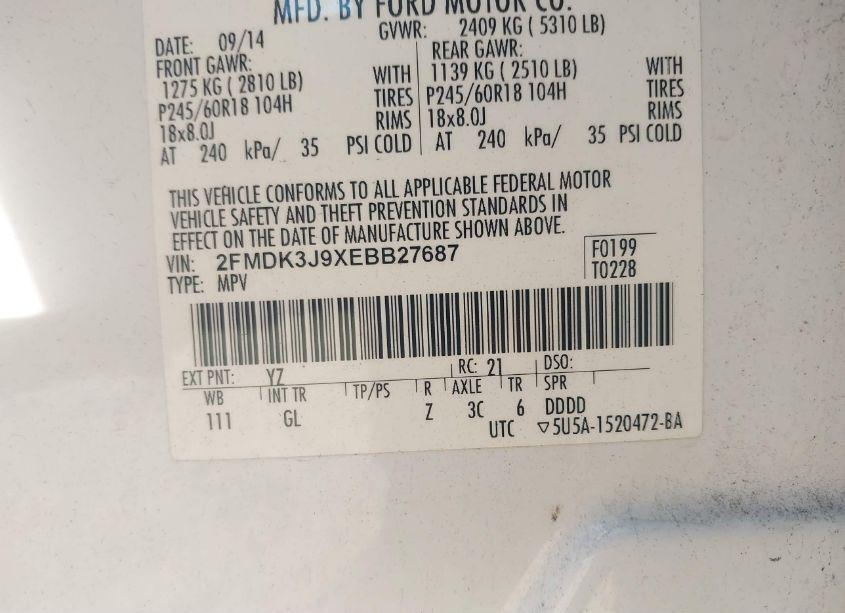 MFD. BY FORD MOTOR CO.
DATE: 09/14 GVWR: 2409 KG ( 5310 LB)
FRONT GAWR: REAR GAWR:
1275 KG ( 2810 LB) WITH 1139 KG ( 2510 LB) WITH
P245/60R18 104H TIRES P245/60R18 104H TIRES
18x8.0J RIMS 18x8.0J RIMS
AT 240 kPa/ 35 PSI COLD AT 240 kPa/ 35 PSI COLD
THIS VEHICLE CONFORMS TO ALL APPLICABLE FEDERAL MOTOR
VEHICLE SAFETY AND THEFT PREVENTION STANDARDS IN
EFFECT ON THE DATE OF MANUFACTURE SHOWN ABOVE.
VIN: 2FMDK3J9XEBB27687 F0199
TYPE: MPV T0228
EXT PNT: YZ RC: 21 DSO:
WB INT TR TP/PS R AXLE TR SPR
111 GL Z 3C 6 DDDD
UTC ▽5U5A-1520472-BA